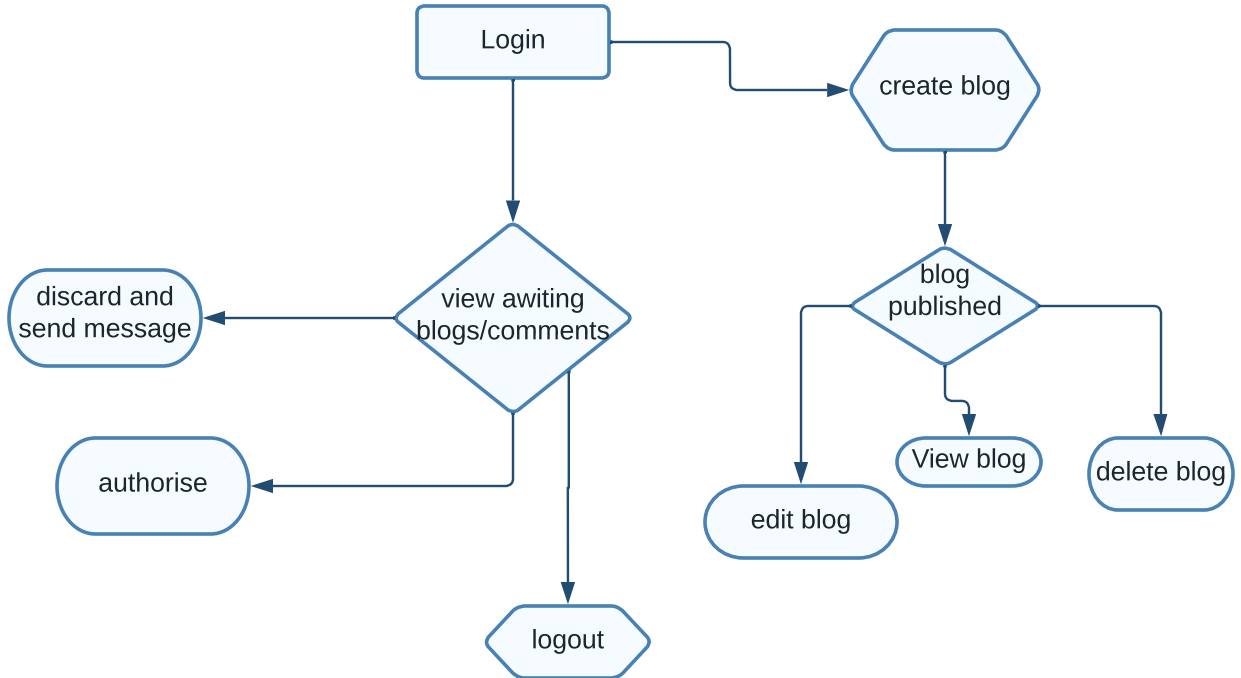 Login
create blog
view awiting
blogs/comments
discard and
send message
blog
published
authorise
View blog
delete blog
edit blog
logout